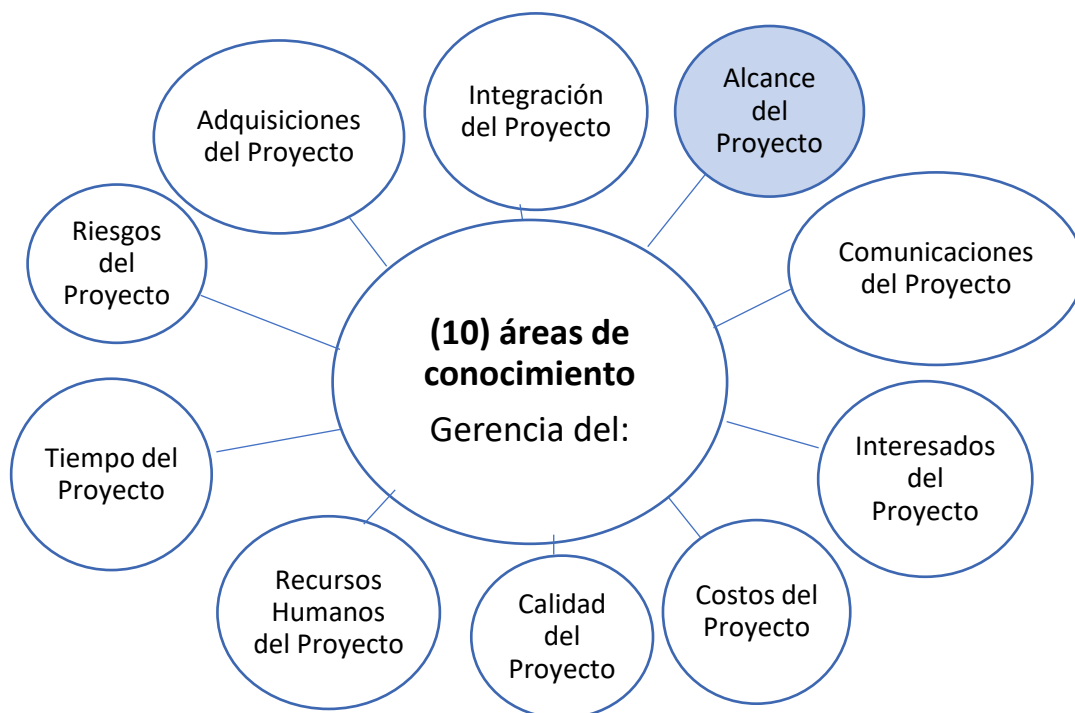 Integración
del Proyecto
Alcance
del
Proyecto
Adquisiciones
del Proyecto
Riesgos
del
Proyecto
Comunicaciones
del Proyecto
(10) áreas de
conocimiento
Gerencia del:
Tiempo del
Proyecto
Interesados
del
Proyecto
Recursos
Humanos
del Proyecto
Calidad
del
Proyecto
Costos del
Proyecto